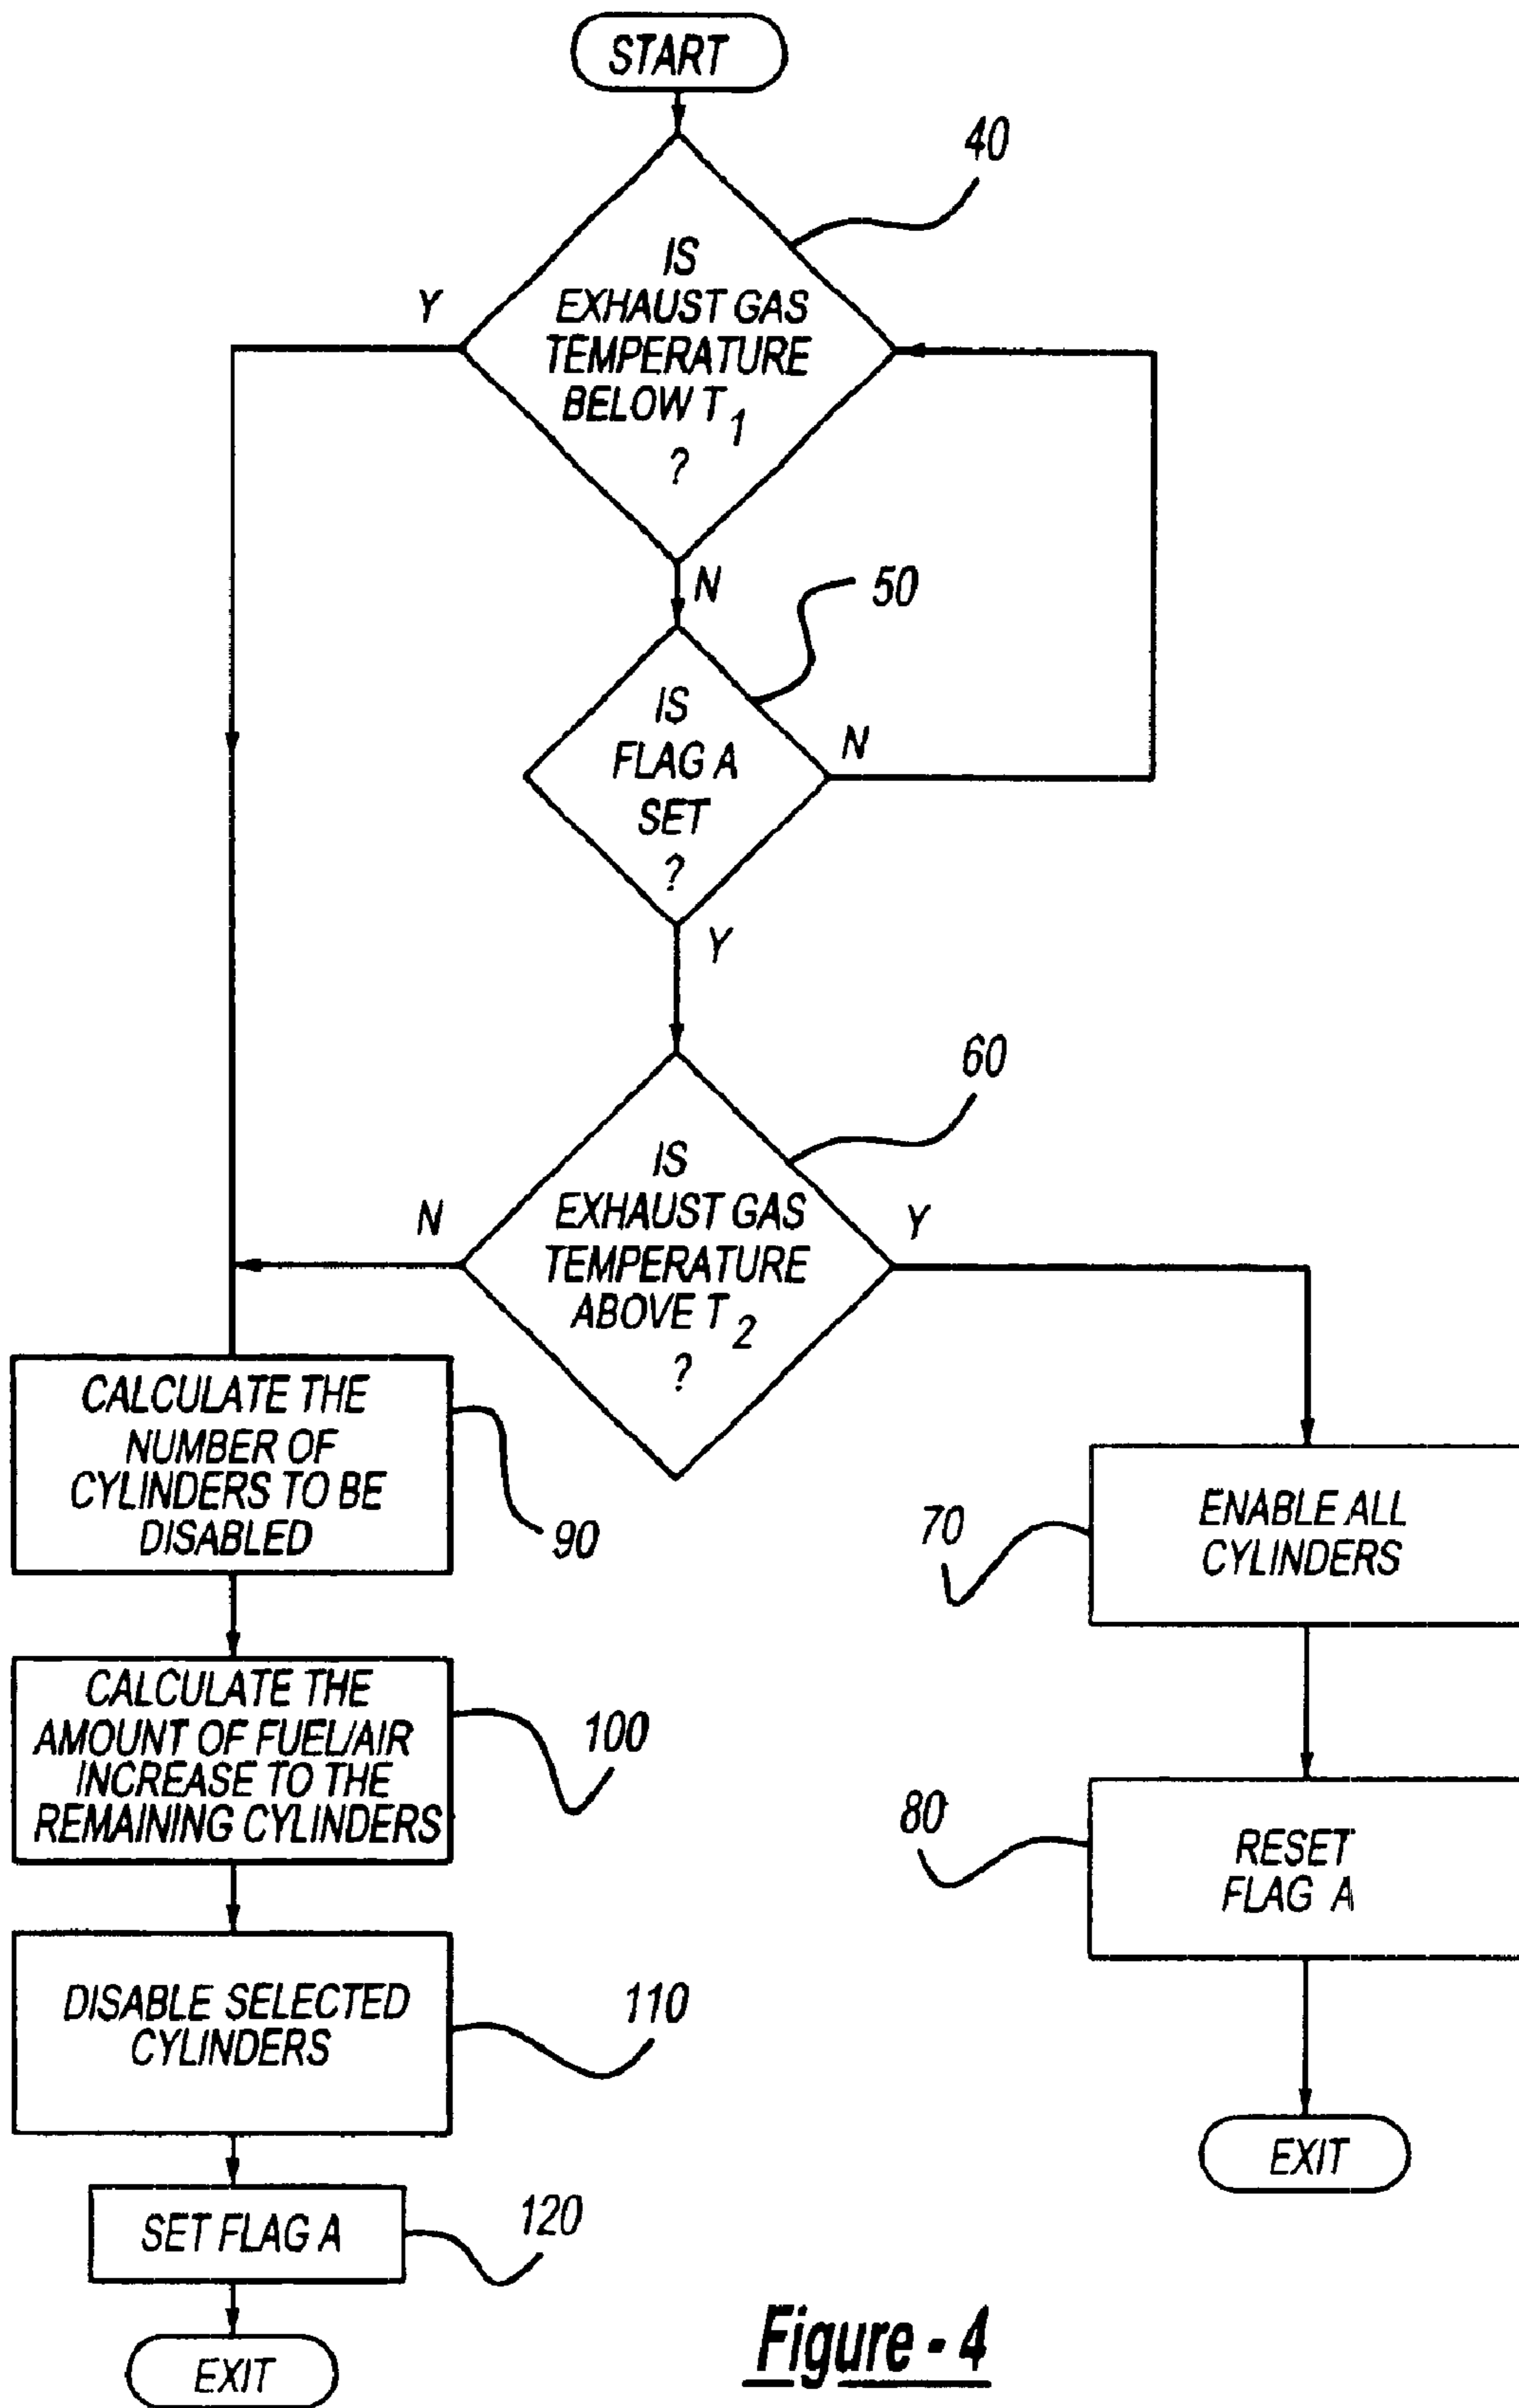 START
40
IS
EXHAUST GAS
TEMPERATURE
BELOW T1
?
Y
N
50
IS
FLAG A
SET
?
N
Y
60
IS
EXHAUST GAS
TEMPERATURE
ABOVE T2
?
N
Y
CALCULATE THE
NUMBER OF
CYLINDERS TO BE
DISABLED
90
ENABLE ALL
CYLINDERS
70
CALCULATE THE
AMOUNT OF FUEL/AIR
INCREASE TO THE
REMAINING CYLINDERS
100
RESET
FLAG A
80
DISABLE SELECTED
CYLINDERS
110
EXIT
SET FLAG A
120
EXIT
Figure - 4